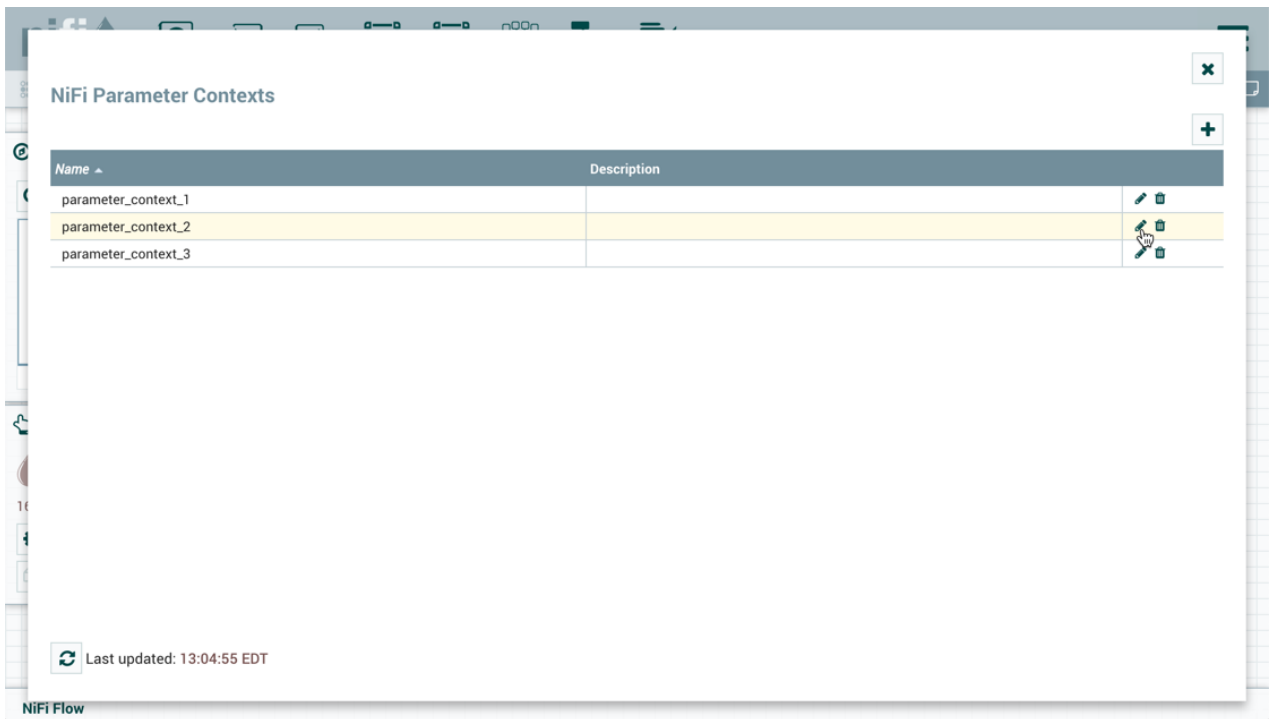 NiFi Parameter Contexts
Name Description
parameter_context_1
parameter_context_2
parameter_context_3
Last updated: 13:04:55 EDT
NiFi Flow